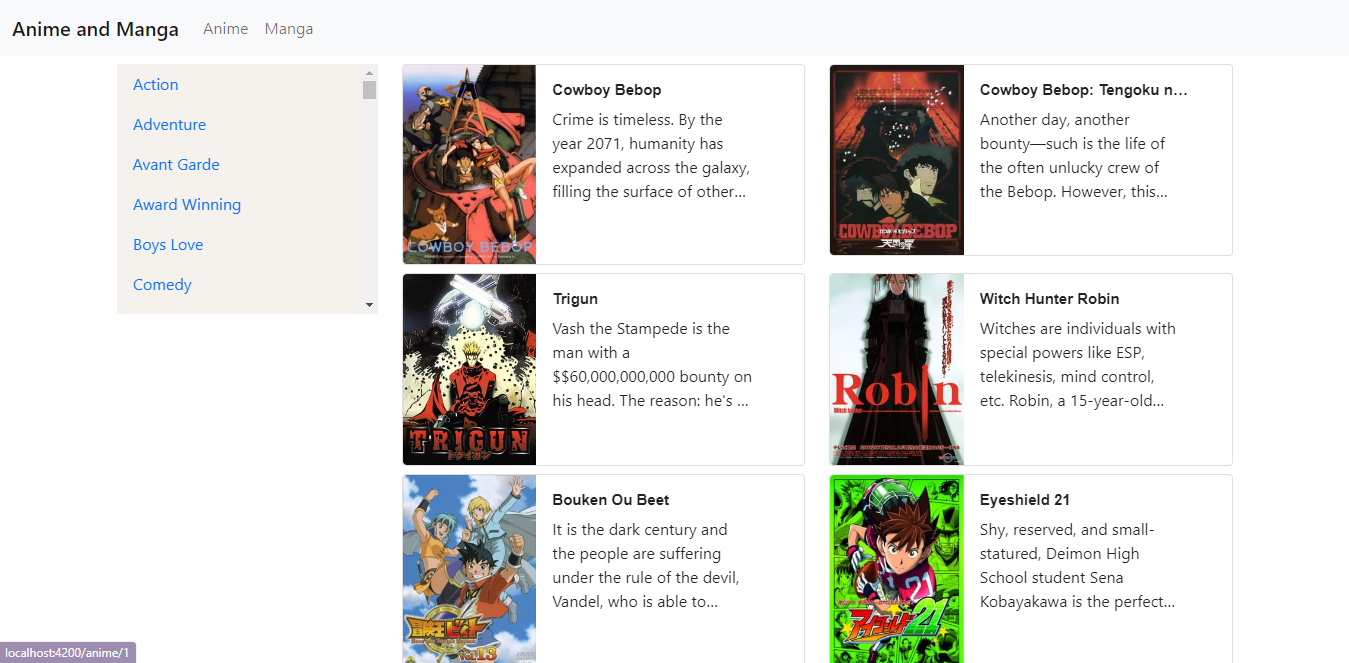 Anime and Manga Anime Manga
Action
Adventure
Avant Garde
Award Winning
Boys Love
Comedy
COWBOY BEBOP
Cowboy Bebop
Crime is timeless. By the
year 2071, humanity has
expanded across the galaxy,
filling the surface of other...
COWBOY BEBOP
天国の扉
Cowboy Bebop: Tengoku n...
Another day, another
bounty—such is the life of
the often unlucky crew of
the Bebop. However, this...
TRIGUN
トライガン
Trigun
Vash the Stampede is the
man with a
$$60,000,000,000 bounty on
his head. The reason: he's ...
Robin
Witch Hunter
Witch Hunter Robin
Witches are individuals with
special powers like ESP,
telekinesis, mind control,
etc. Robin, a 15-year-old...
冒険王ビィト
Vol.13
Bouken Ou Beet
It is the dark century and
the people are suffering
under the rule of the devil,
Vandel, who is able to...
21
アイシールド21
Eyeshield 21
Shy, reserved, and small-
statured, Deimon High
School student Sena
Kobayakawa is the perfect...
localhost:4200/anime/1